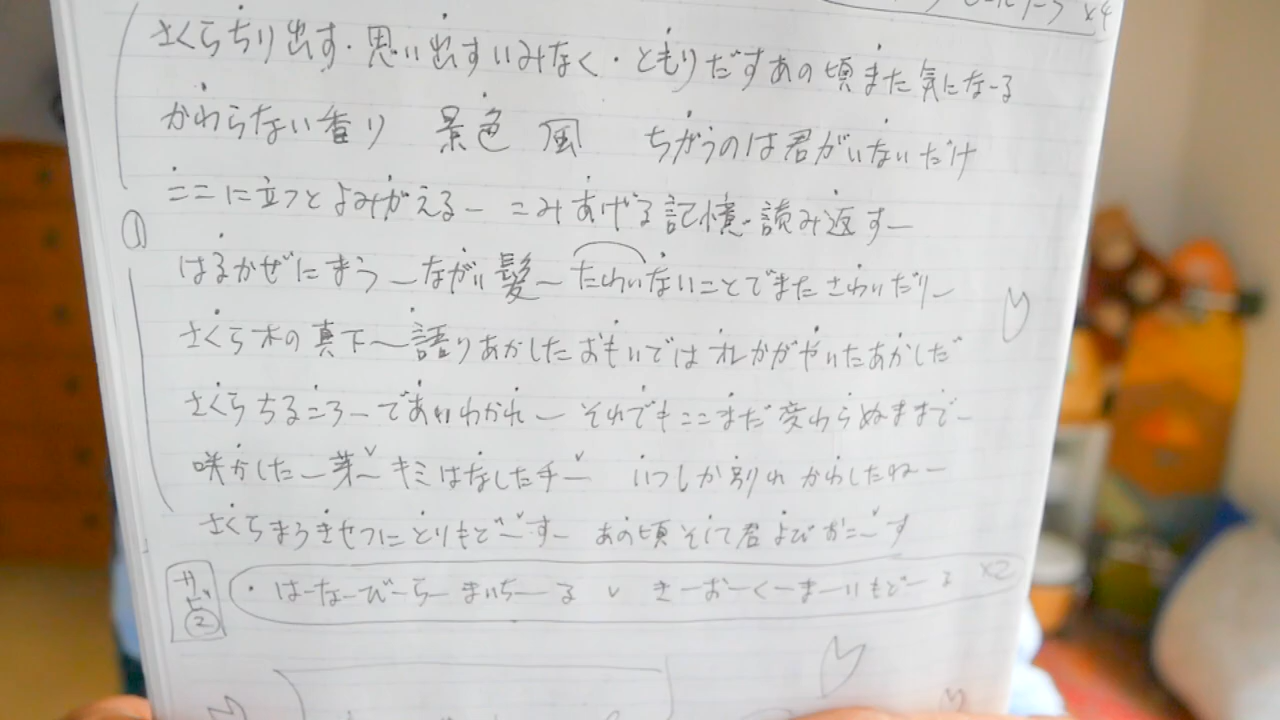 x4
さくらちり出す・思い出すいみなく・ともりだすあの頃また気になーる
かわらない香り 景色 風 ちがうのは君がいないだけ
ここに立つとよみがえるー こみあげる記憶 読み返すー
①
はるかぜにまう〜ながい髪〜たわいないことでまたさわいだりー
さくら木の真下〜語りあかしたおもいではオレかがやいたあかしだ
さくらちるころーであいわかれー それでもここまだ変わらぬままでー
咲かしたー芽〜キミはなした手ー いつしか別れかわしたねー
さくらまうきせつにとりもどーすー あの頃そして君よびおこーす
サビ②
・はーなーびーらーまいちーる ∨ きーおーくーまーいもどーる x2